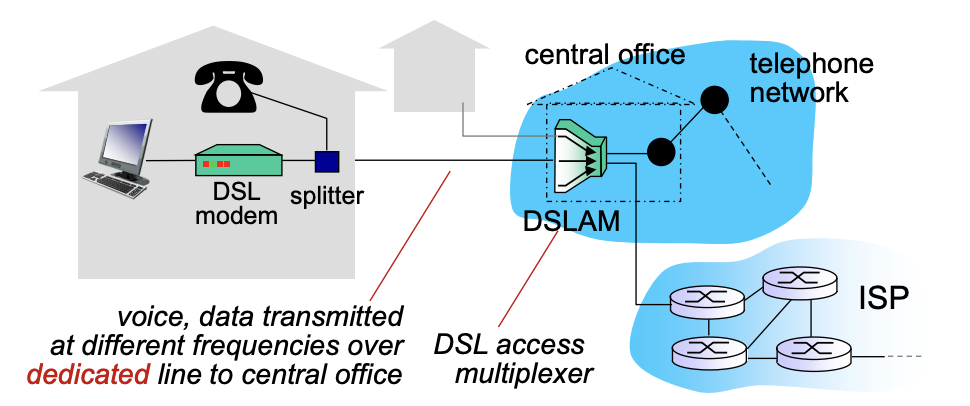 central office
telephone
network
DSL
modem
splitter
DSLAM
ISP
voice, data transmitted
at different frequencies over
dedicated line to central office
DSL access
multiplexer